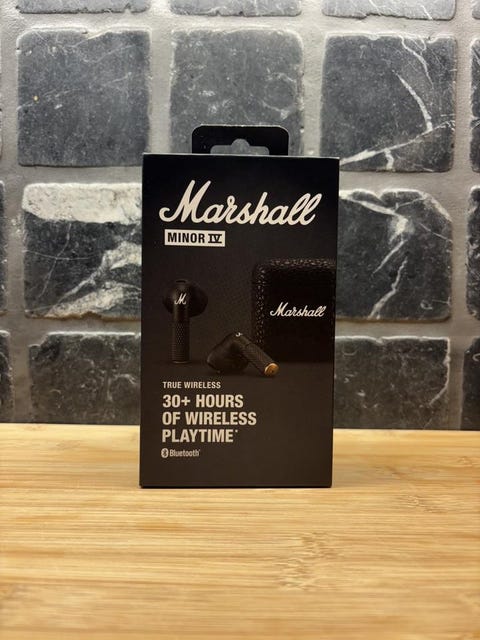 Marshall
MINOR IV
M
Marshall
TRUE WIRELESS
30+ HOURS
OF WIRELESS
PLAYTIME*
Bluetooth®